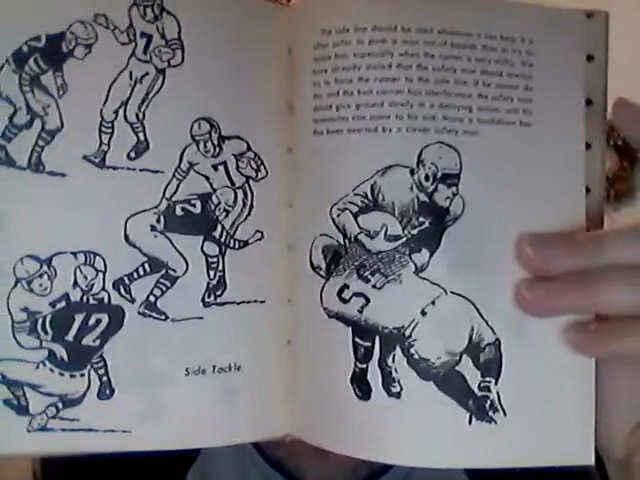 7
2
7
12
Side Tackle
The side line should be used whenever it can help. It is
often safer to push a man out-of-bounds than to try to
tackle him, especially when the runner is very shifty. We
have already stated that the safety man should
try to force the runner to the side line. If he cannot do
this, and the ball carrier has interference, the safety man
should give ground slowly in a delaying action, until his
teammates can come to his aid. Many a touchdown has
been averted by a clever safety man.
5